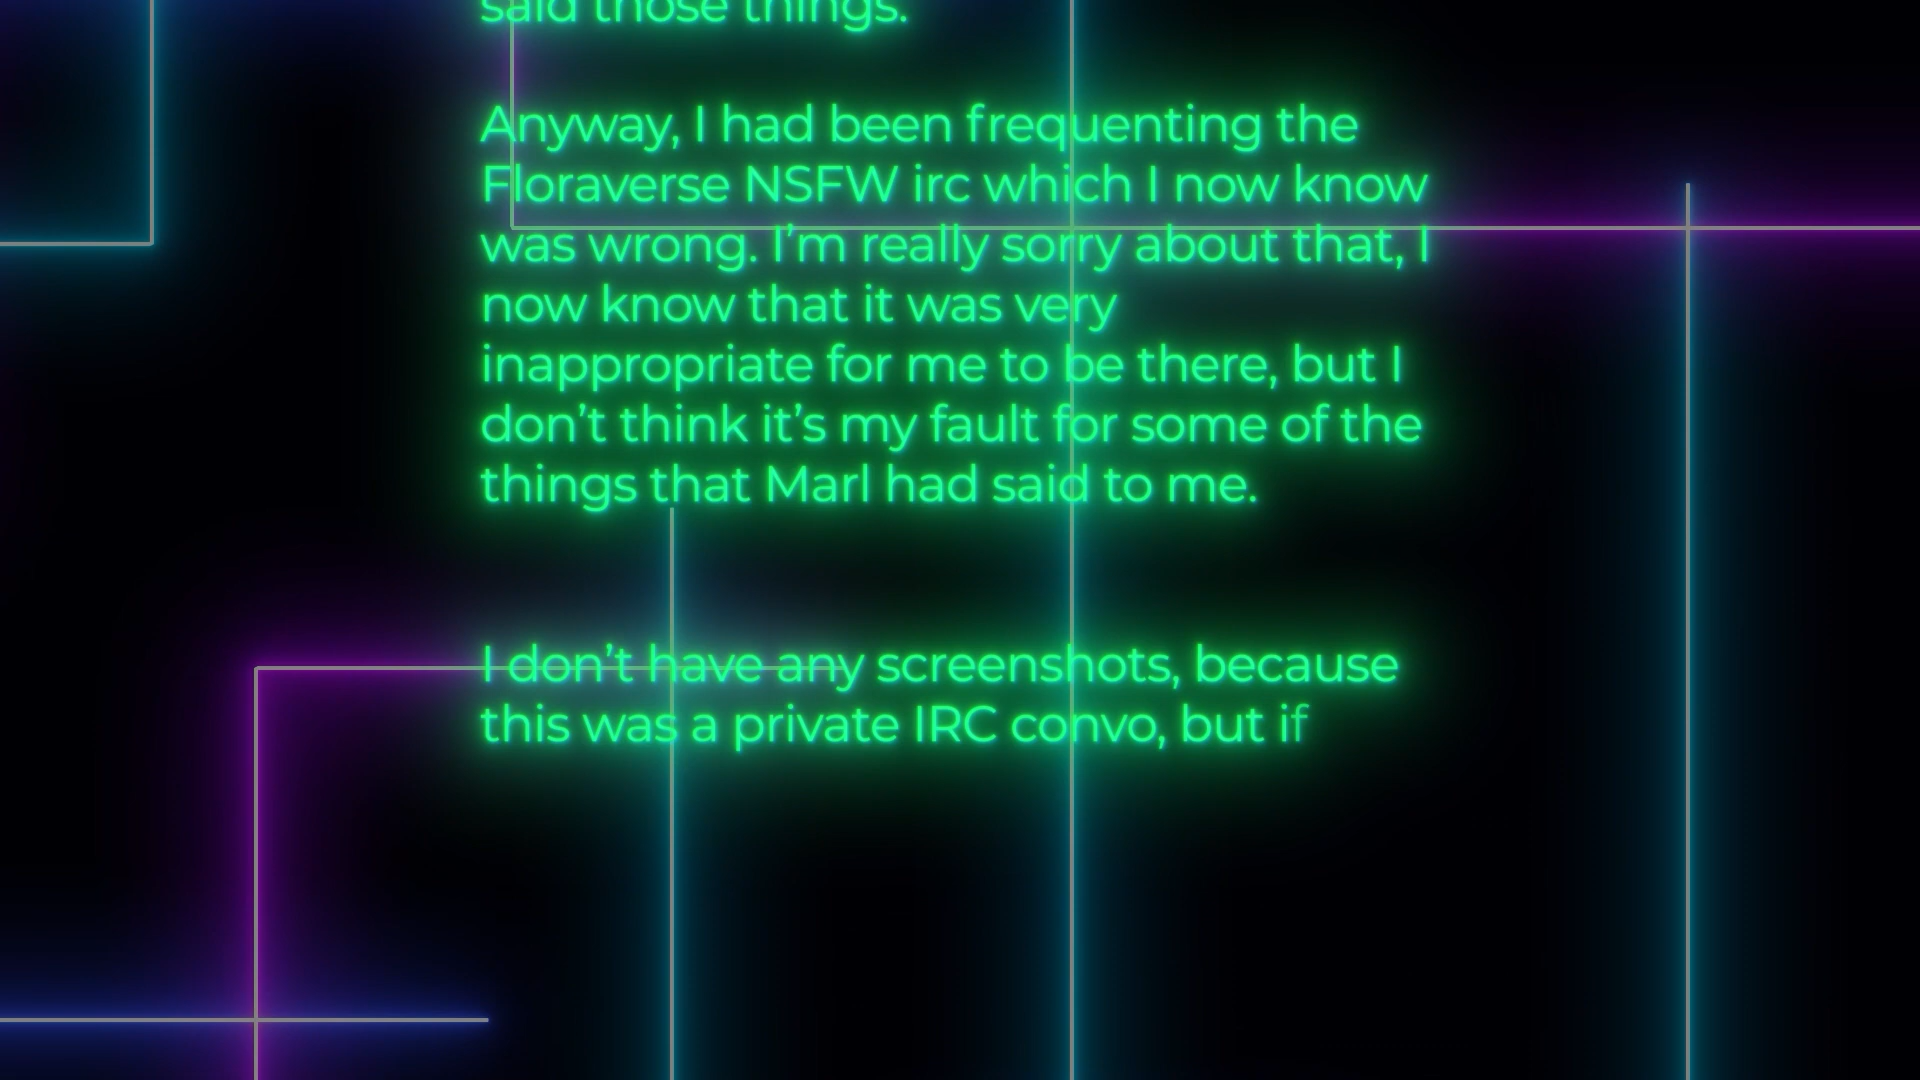 said those things.
Anyway, I had been frequenting the
Floraverse NSFW irc which I now know
was wrong. I’m really sorry about that, I
now know that it was very
inappropriate for me to be there, but I
don’t think it’s my fault for some of the
things that Marl had said to me.
I don’t have any screenshots, because
this was a private IRC convo, but if